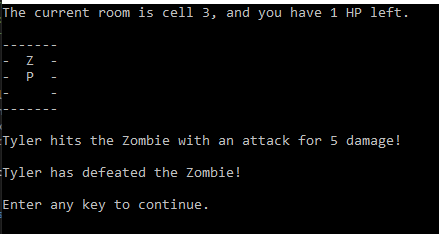 The current room is cell 3, and you have 1 HP left.
-------
-  Z  -
-  P  -
-     -
-------
Tyler hits the Zombie with an attack for 5 damage!
Tyler has defeated the Zombie!
Enter any key to continue.